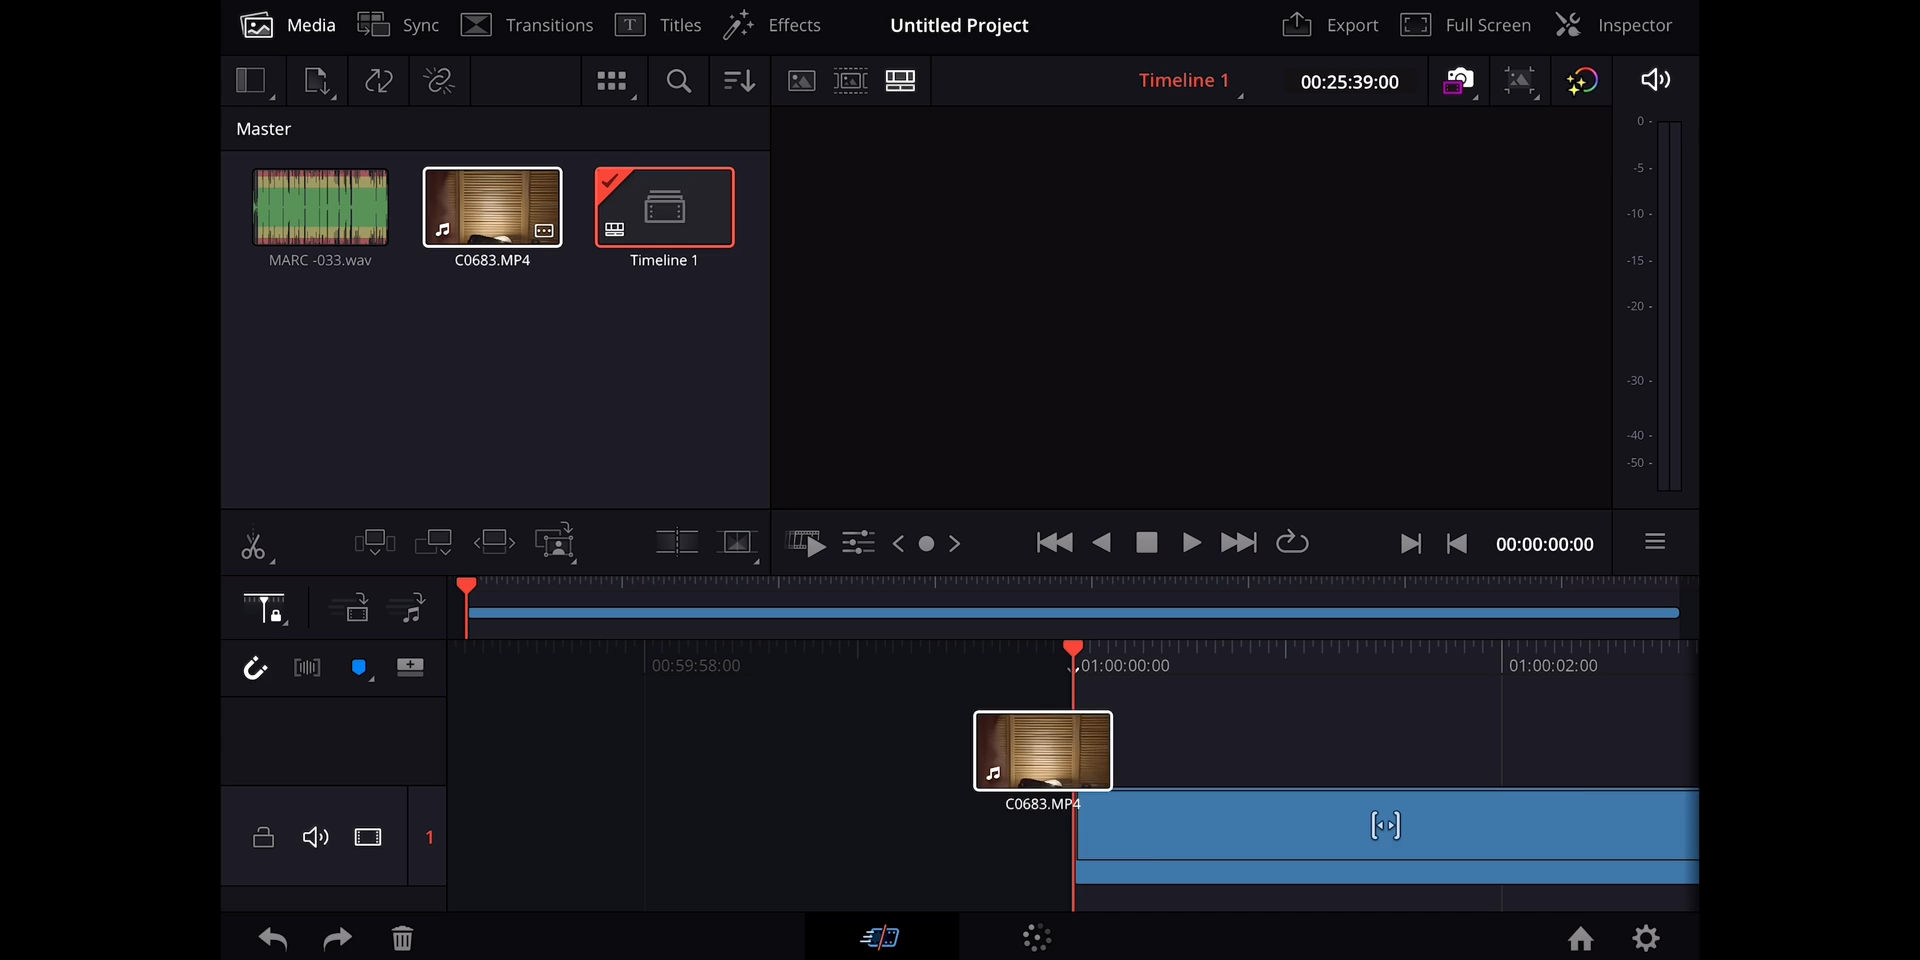 Media Sync Transitions T Titles Effects Untitled Project Export Full Screen Inspector
Timeline 1 00:25:39:00
Master
MARC -033.wav C0683.MP4 Timeline 1
0
-5
-10
-15
-20
-30
-40
-50
00:00:00:00
00:59:58:00 01:00:00:00 01:00:02:00
C0683.MP4
1